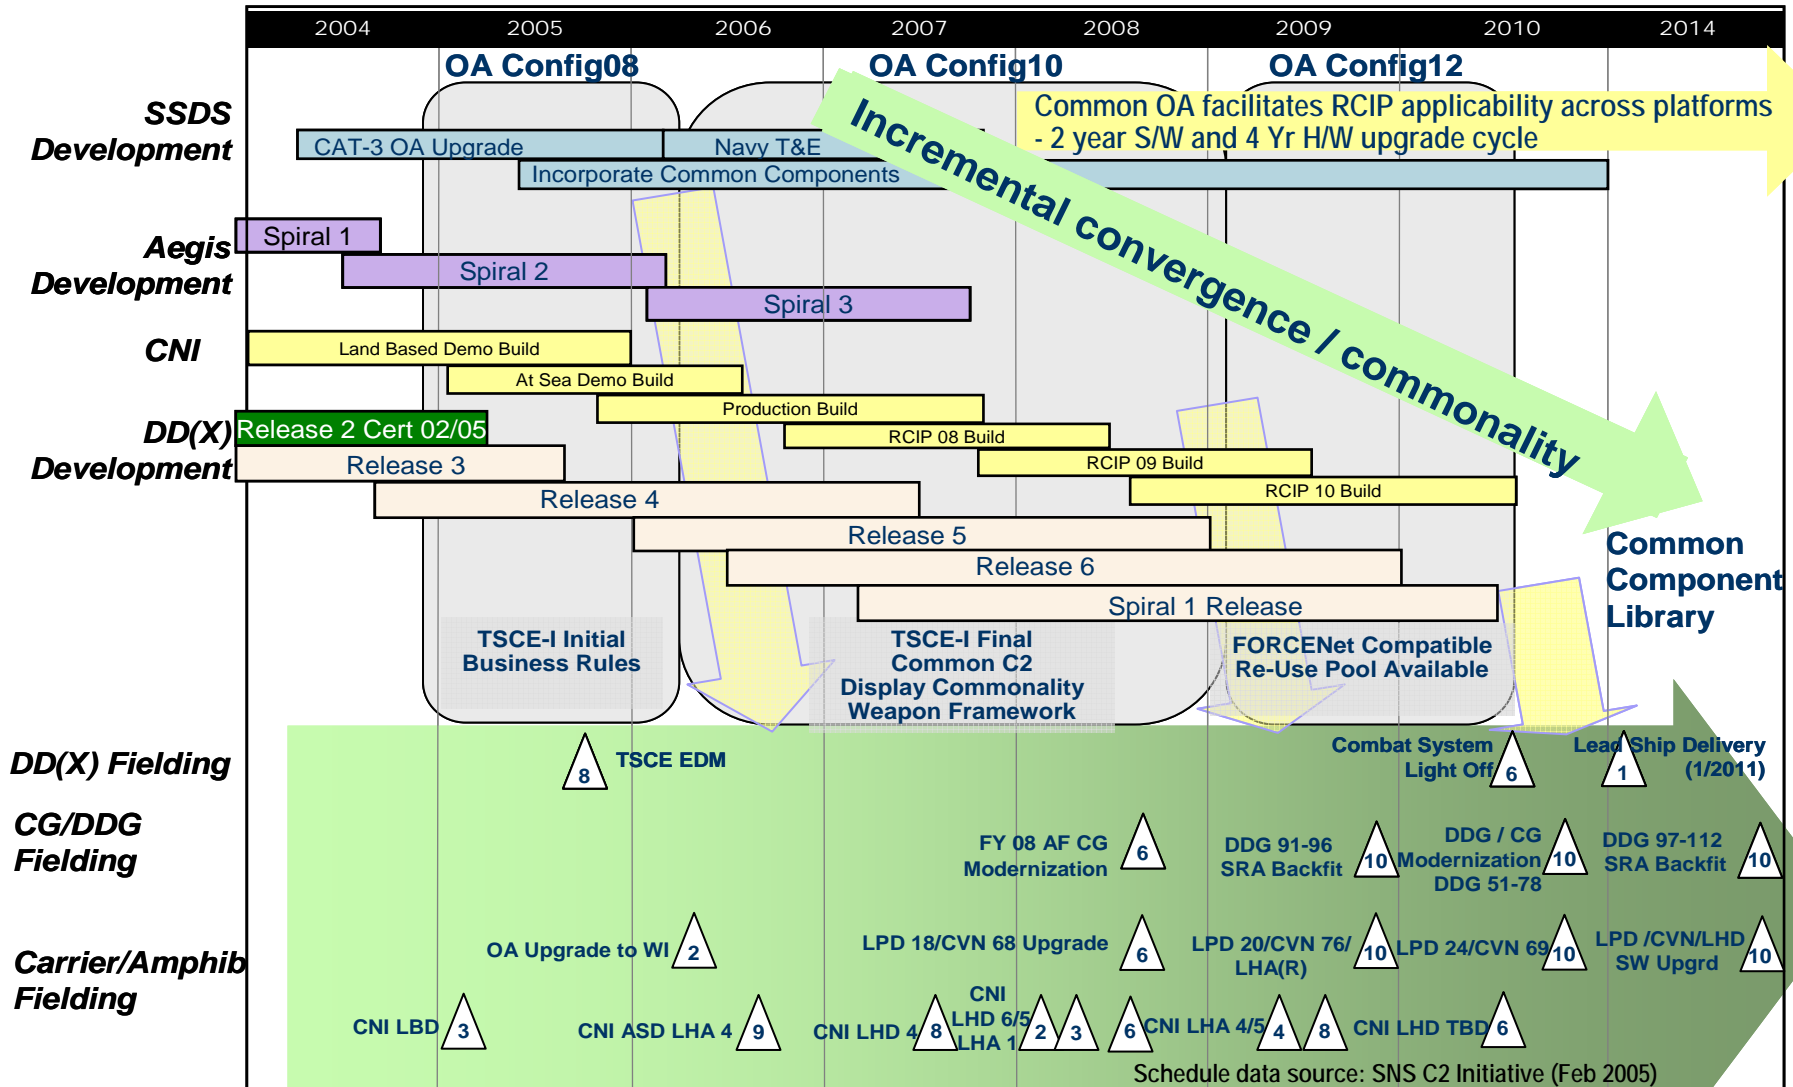 2004 2005 2006 2007 2008 2009 2010 2014
OA Config08 OA Config10 OA Config12
SSDS
Development
Common OA facilitates RCIP applicability across platforms
- 2 year S/W and 4 Yr H/W upgrade cycle
CAT-3 OA Upgrade
Navy T&E
Incorporate Common Components
Incremental convergence / commonality
Aegis
Development
Spiral 1
Spiral 2
Spiral 3
CNI
Land Based Demo Build
At Sea Demo Build
Production Build
RCIP 08 Build
RCIP 09 Build
RCIP 10 Build
DD(X)
Development
Release 2 Cert 02/05
Release 3
Release 4
Release 5
Release 6
Spiral 1 Release
Common
Component
Library
TSCE-I Initial
Business Rules
TSCE-I Final
Common C2
Display Commonality
Weapon Framework
FORCENet Compatible
Re-Use Pool Available
DD(X) Fielding
8
TSCE EDM
Combat System
Light Off
6
Lead Ship Delivery
(1/2011)
1
CG/DDG
Fielding
FY 08 AF CG
Modernization
6
DDG 91-96
SRA Backfit
10
DDG / CG
Modernization
DDG 51-78
10
DDG 97-112
SRA Backfit
10
Carrier/Amphib
Fielding
OA Upgrade to WI
2
LPD 18/CVN 68 Upgrade
6
LPD 20/CVN 76/
LHA(R)
10
LPD 24/CVN 69
10
LPD /CVN/LHD
SW Upgrd
10
CNI LBD
3
CNI ASD LHA 4
9
CNI LHD 4
8
CNI
LHD 6/5
LHA 1
2
3
6
CNI LHA 4/5
4
8
CNI LHD TBD
6
Schedule data source: SNS C2 Initiative (Feb 2005)